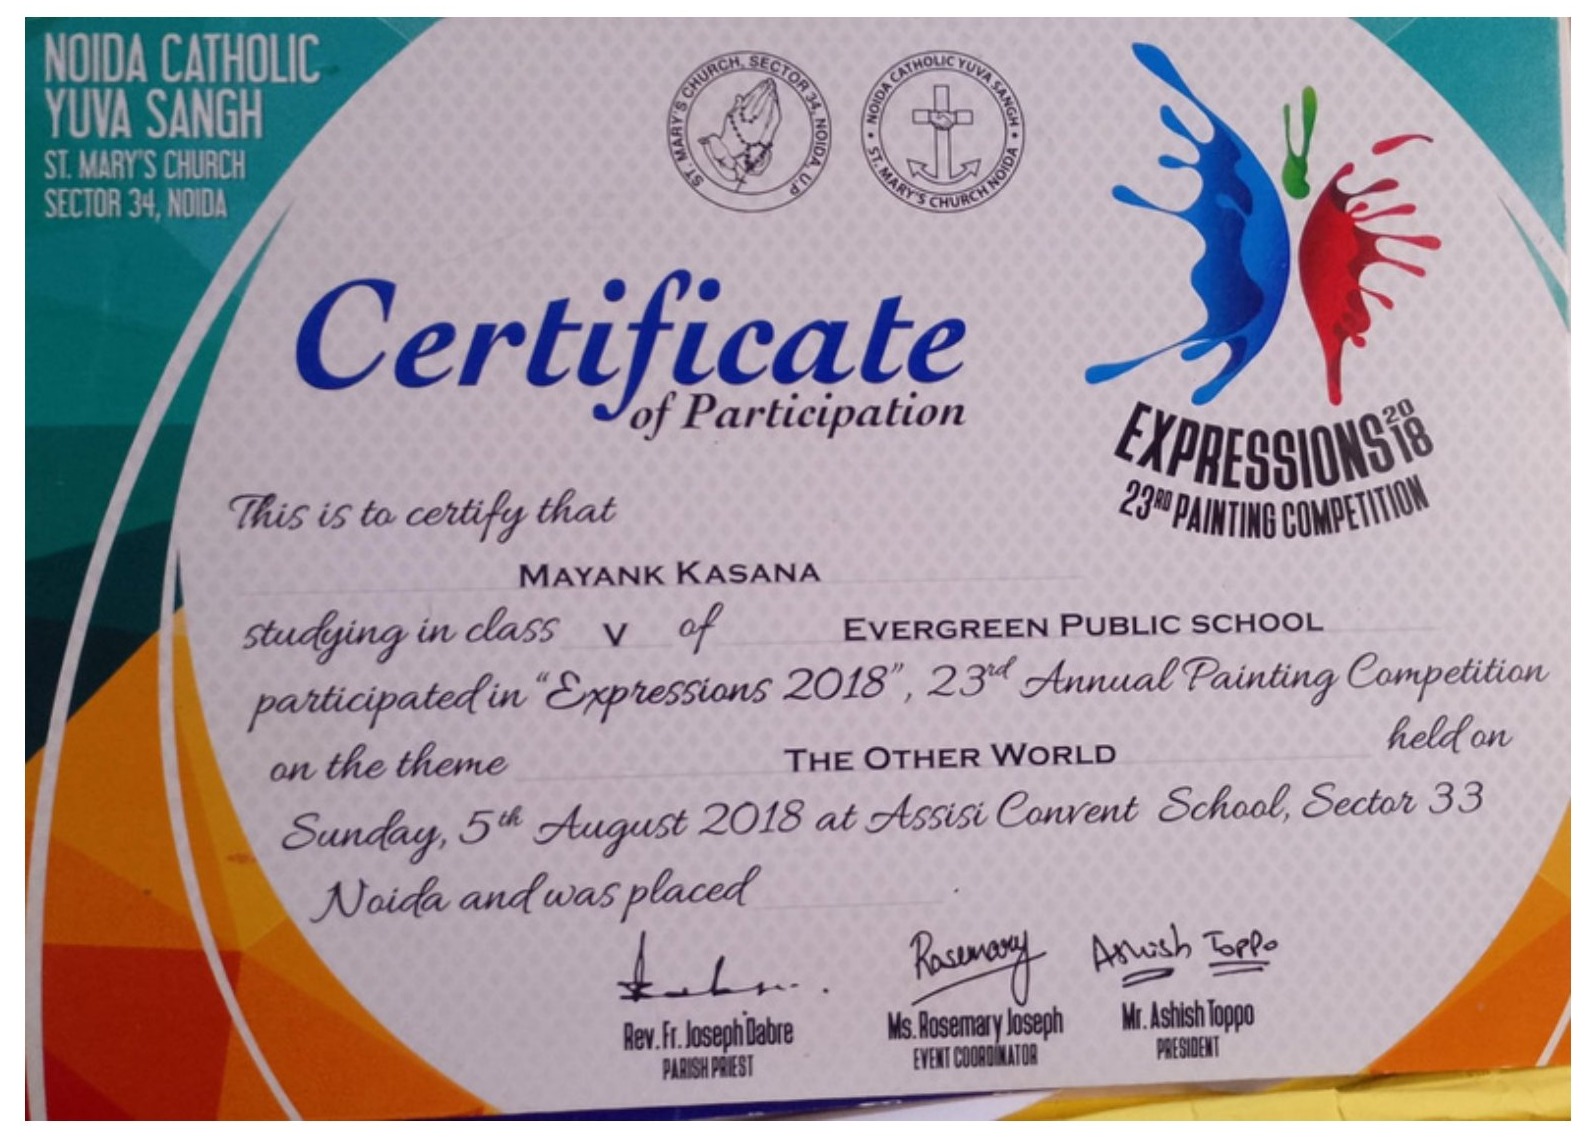 NOIDA CATHOLIC
YUVA SANGH
ST. MARY'S CHURCH
SECTOR 34, NOIDA
ST. MARY'S CHURCH, SECTOR 34, NOIDA, U.P
NOIDA CATHOLIC YUVA SANGH
ST. MARY'S CHURCH NOIDA
Certificate
of Participation
EXPRESSIONS 2018
23RD PAINTING COMPETITION
This is to certify that
MAYANK KASANA
studying in class V of EVERGREEN PUBLIC SCHOOL
participated in “Expressions 2018”, 23rd Annual Painting Competition
on the theme THE OTHER WORLD held on
Sunday, 5th August 2018 at Assisi Convent School, Sector 33
Noida and was placed .
Rosemary Ashish Toppo
Rev. Fr. Joseph Dabre Ms. Rosemary Joseph Mr. Ashish Toppo
PARISH PRIEST EVENT COORDINATOR PRESIDENT